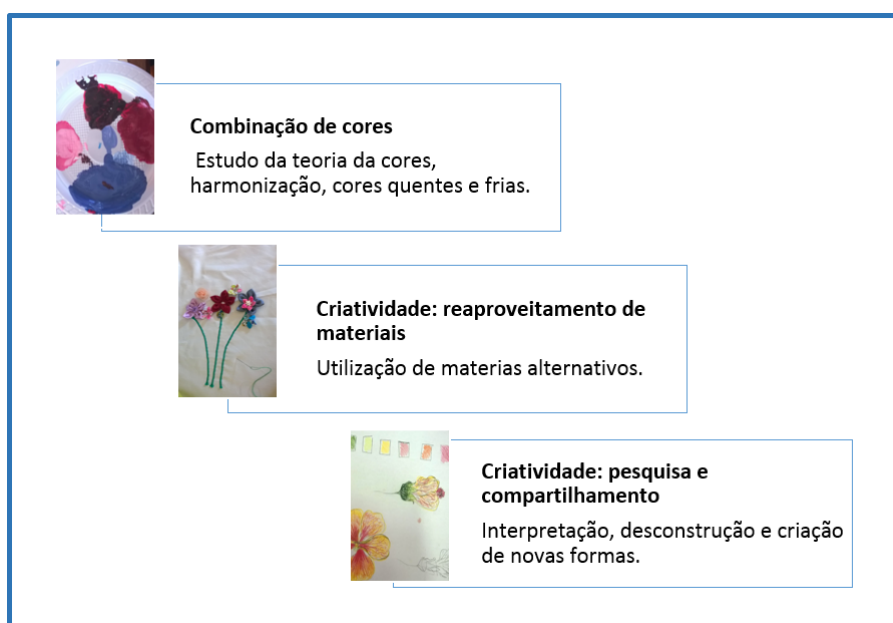 Combinação de cores
Estudo da teoria da cores,
harmonização, cores quentes e frias.
Criatividade: reaproveitamento de
materiais
Utilização de materias alternativos.
Criatividade: pesquisa e
compartilhamento
Interpretação, desconstrução e criação
de novas formas.